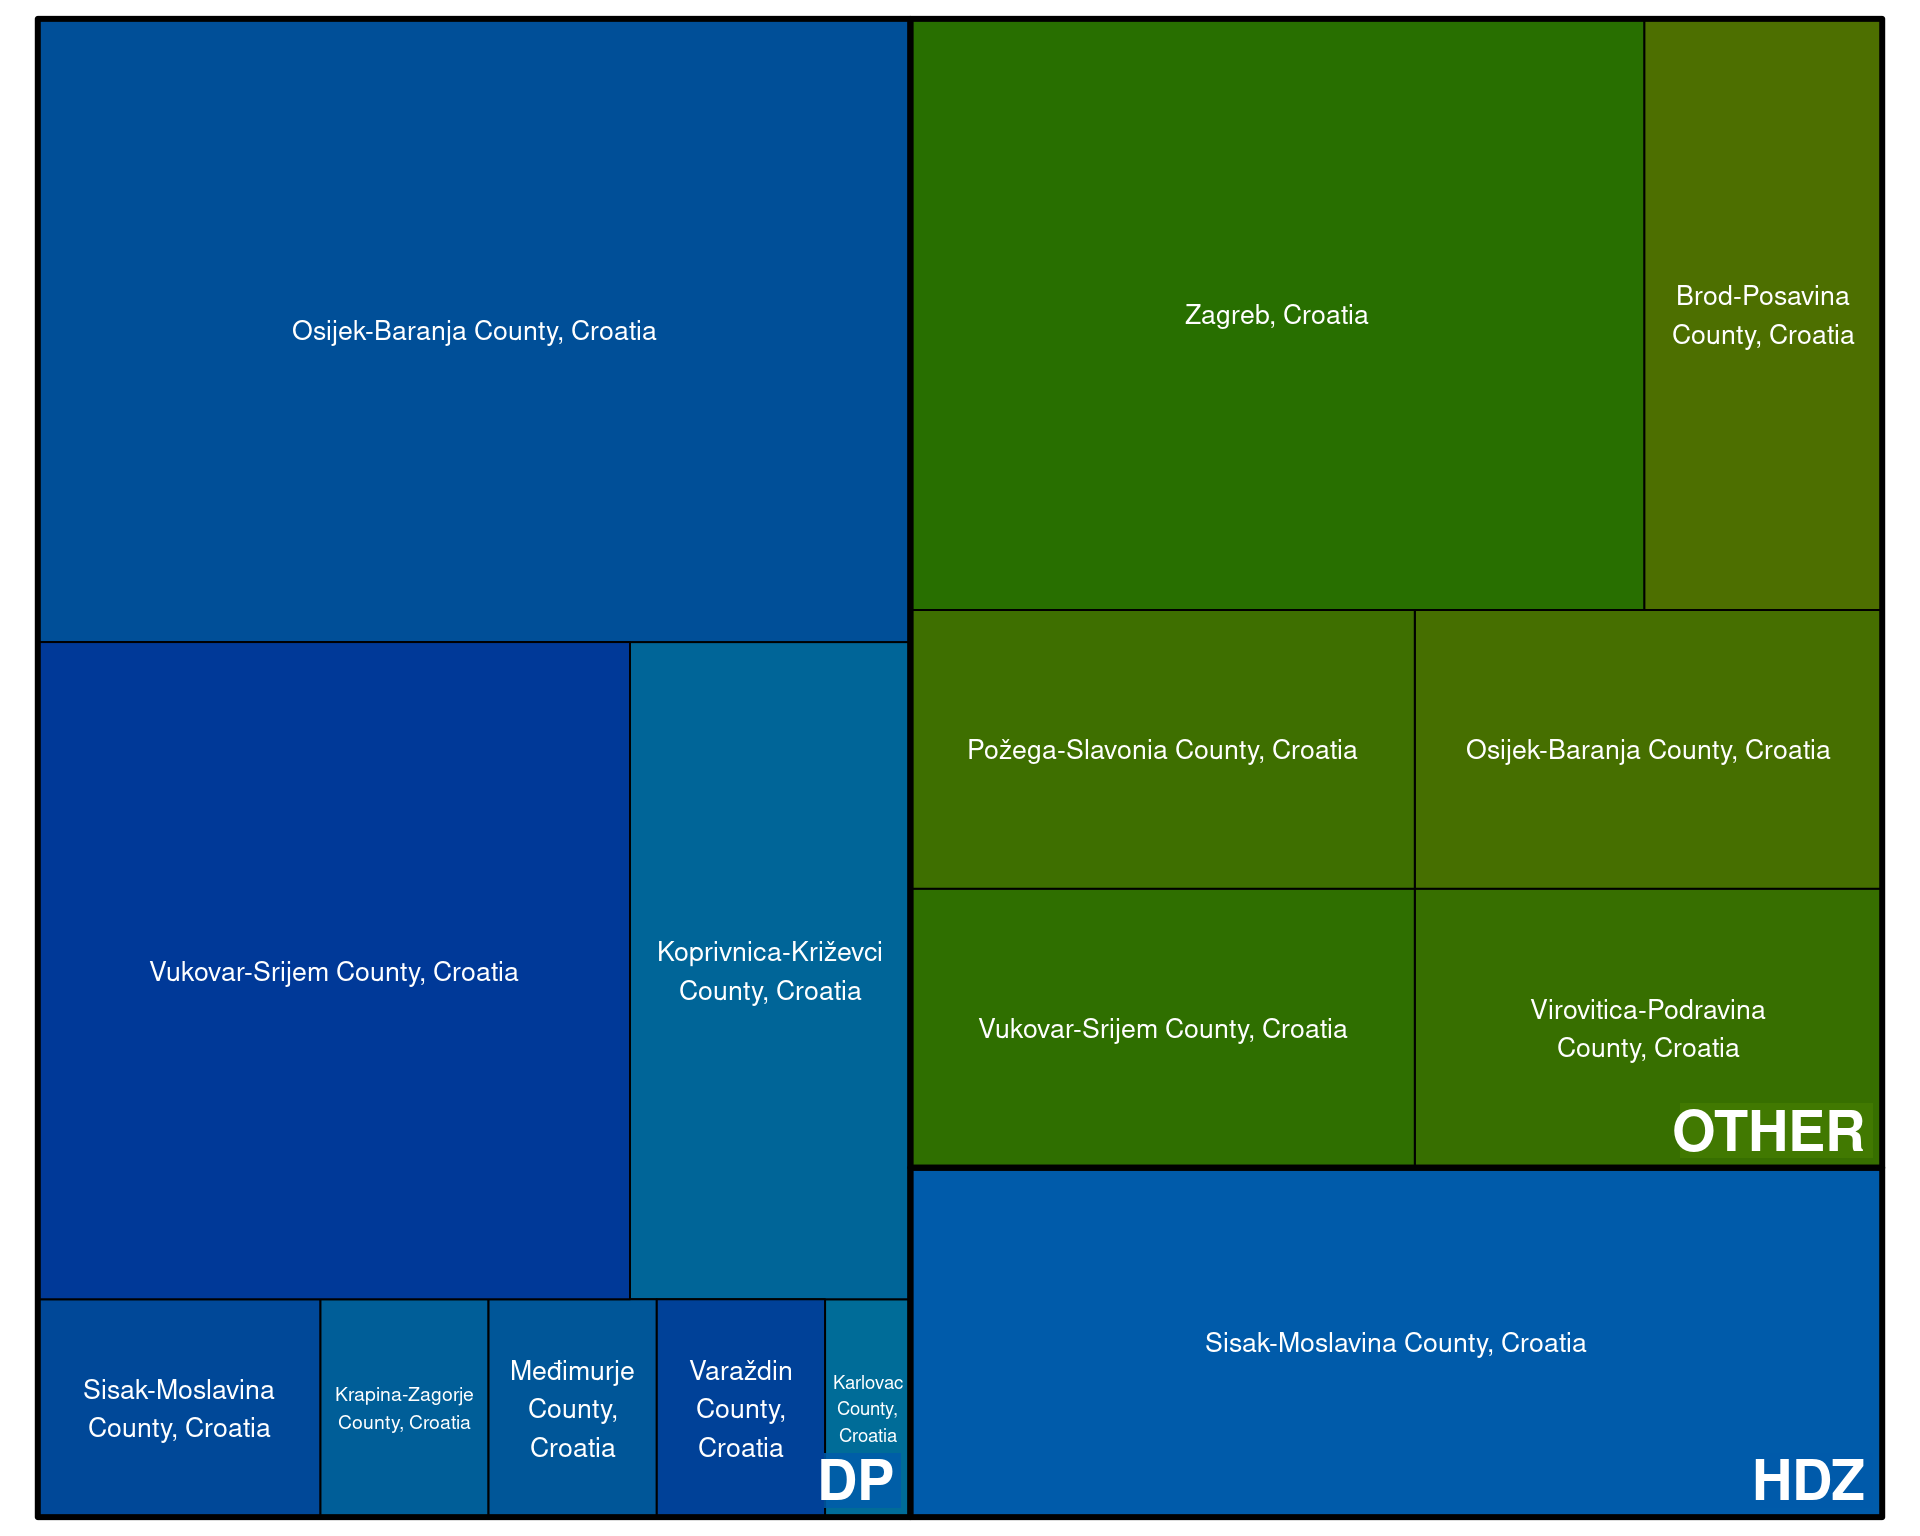 Osijek-Baranja County, Croatia
Vukovar-Srijem County, Croatia
Koprivnica-Križevci
County, Croatia
Sisak-Moslavina
County, Croatia
Krapina-Zagorje
County, Croatia
Međimurje
County,
Croatia
Varaždin
County,
Croatia
Karlovac
County,
Croatia
DP
Zagreb, Croatia
Brod-Posavina
County, Croatia
Požega-Slavonia County, Croatia
Osijek-Baranja County, Croatia
Vukovar-Srijem County, Croatia
Virovitica-Podravina
County, Croatia
OTHER
Sisak-Moslavina County, Croatia
HDZ